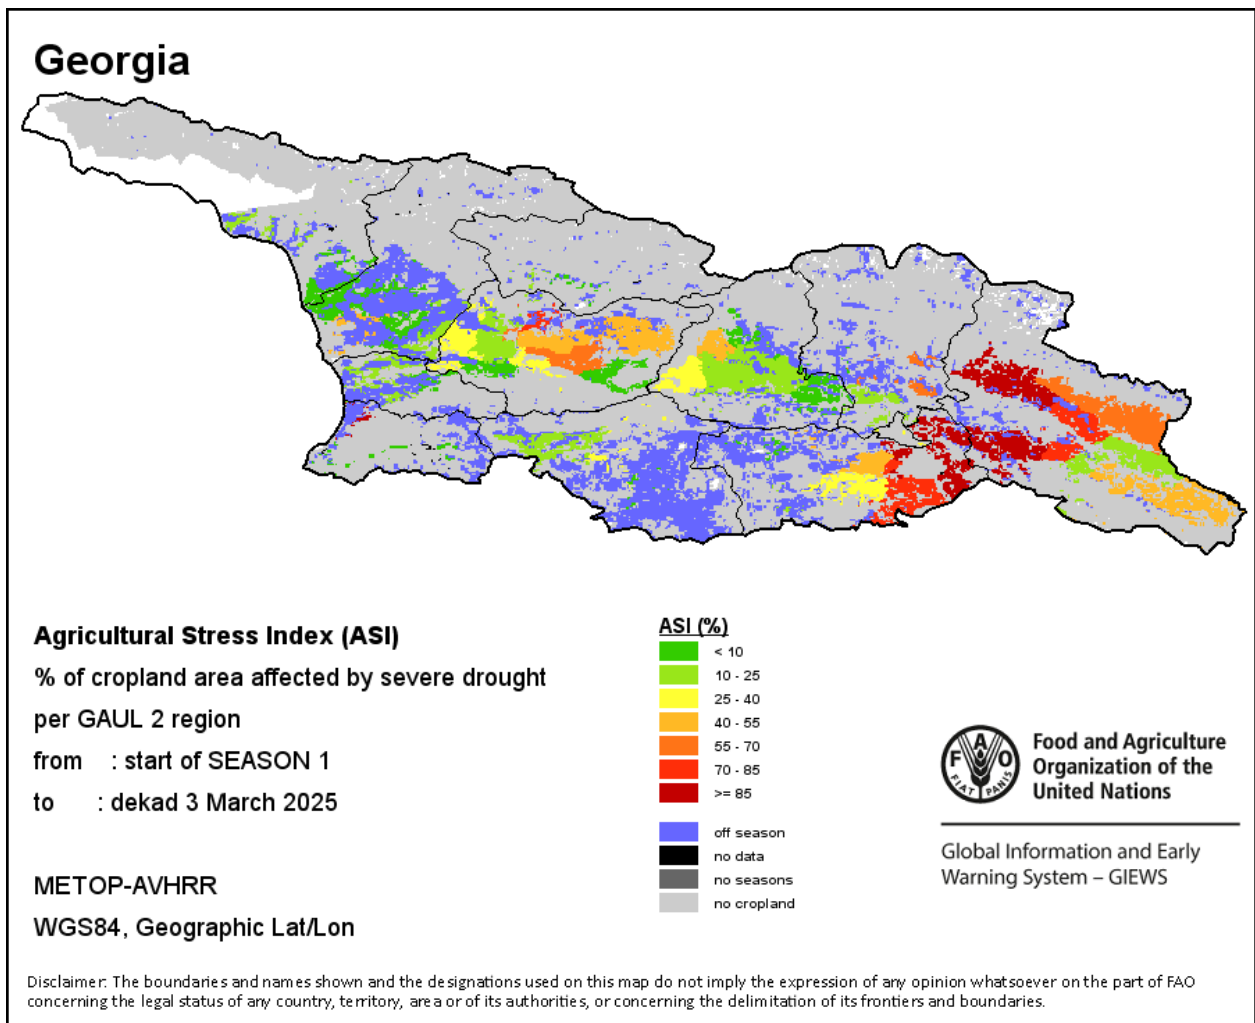 Georgia
Agricultural Stress Index (ASI)
% of cropland area affected by severe drought
per GAUL 2 region
from : start of SEASON 1
to : dekad 3 March 2025
METOP-AVHRR
WGS84, Geographic Lat/Lon
ASI (%)
< 10
10 - 25
25 - 40
40 - 55
55 - 70
70 - 85
>= 85
off season
no data
no seasons
no cropland
F A O
FIAT PANIS
Food and Agriculture
Organization of the
United Nations
Global Information and Early
Warning System – GIEWS
Disclaimer: The boundaries and names shown and the designations used on this map do not imply the expression of any opinion whatsoever on the part of FAO
concerning the legal status of any country, territory, area or of its authorities, or concerning the delimitation of its frontiers and boundaries.